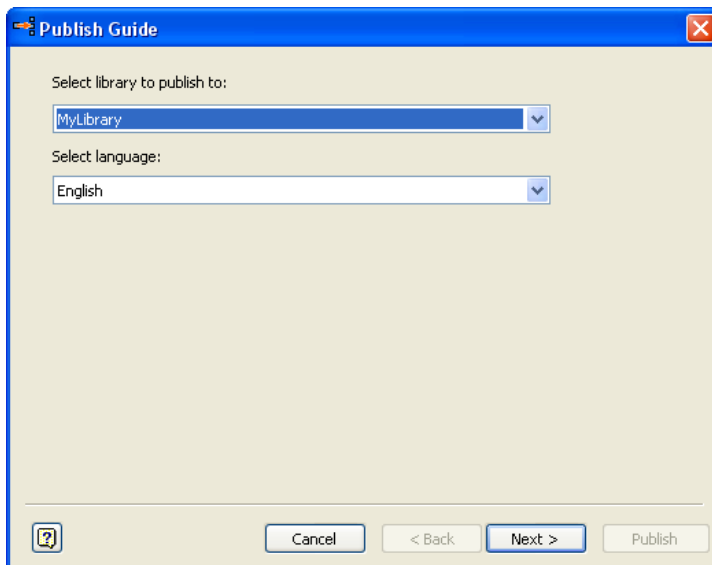 Publish Guide
Select library to publish to:
MyLibrary
Select language:
English
Cancel < Back Next > Publish